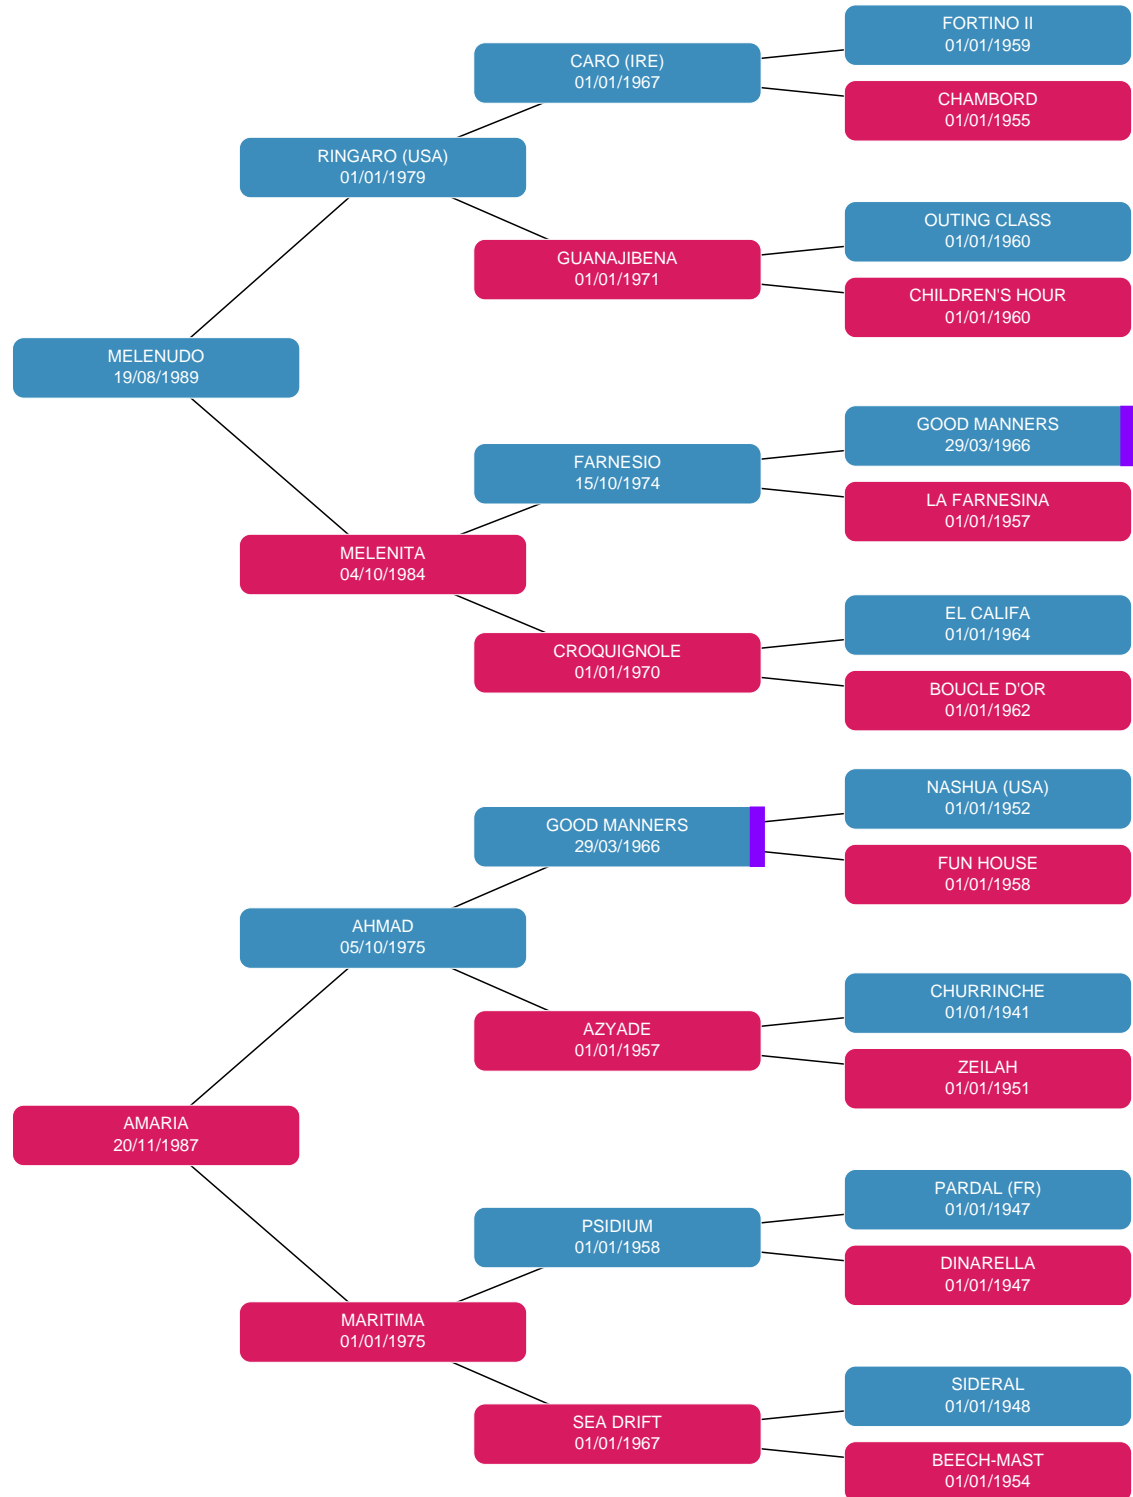 FORTINO II
01/01/1959
CARO (IRE)
01/01/1967
CHAMBORD
01/01/1955
RINGARO (USA)
01/01/1979
OUTING CLASS
01/01/1960
GUANAJIBENA
01/01/1971
CHILDREN'S HOUR
01/01/1960
MELENUDO
19/08/1989
GOOD MANNERS
29/03/1966
FARNESIO
15/10/1974
LA FARNESINA
01/01/1957
MELENITA
04/10/1984
EL CALIFA
01/01/1964
CROQUIGNOLE
01/01/1970
BOUCLE D'OR
01/01/1962
NASHUA (USA)
01/01/1952
GOOD MANNERS
29/03/1966
FUN HOUSE
01/01/1958
AHMAD
05/10/1975
CHURRINCHE
01/01/1941
AZYADE
01/01/1957
ZEILAH
01/01/1951
AMARIA
20/11/1987
PARDAL (FR)
01/01/1947
PSIDIUM
01/01/1958
DINARELLA
01/01/1947
MARITIMA
01/01/1975
SIDERAL
01/01/1948
SEA DRIFT
01/01/1967
BEECH-MAST
01/01/1954